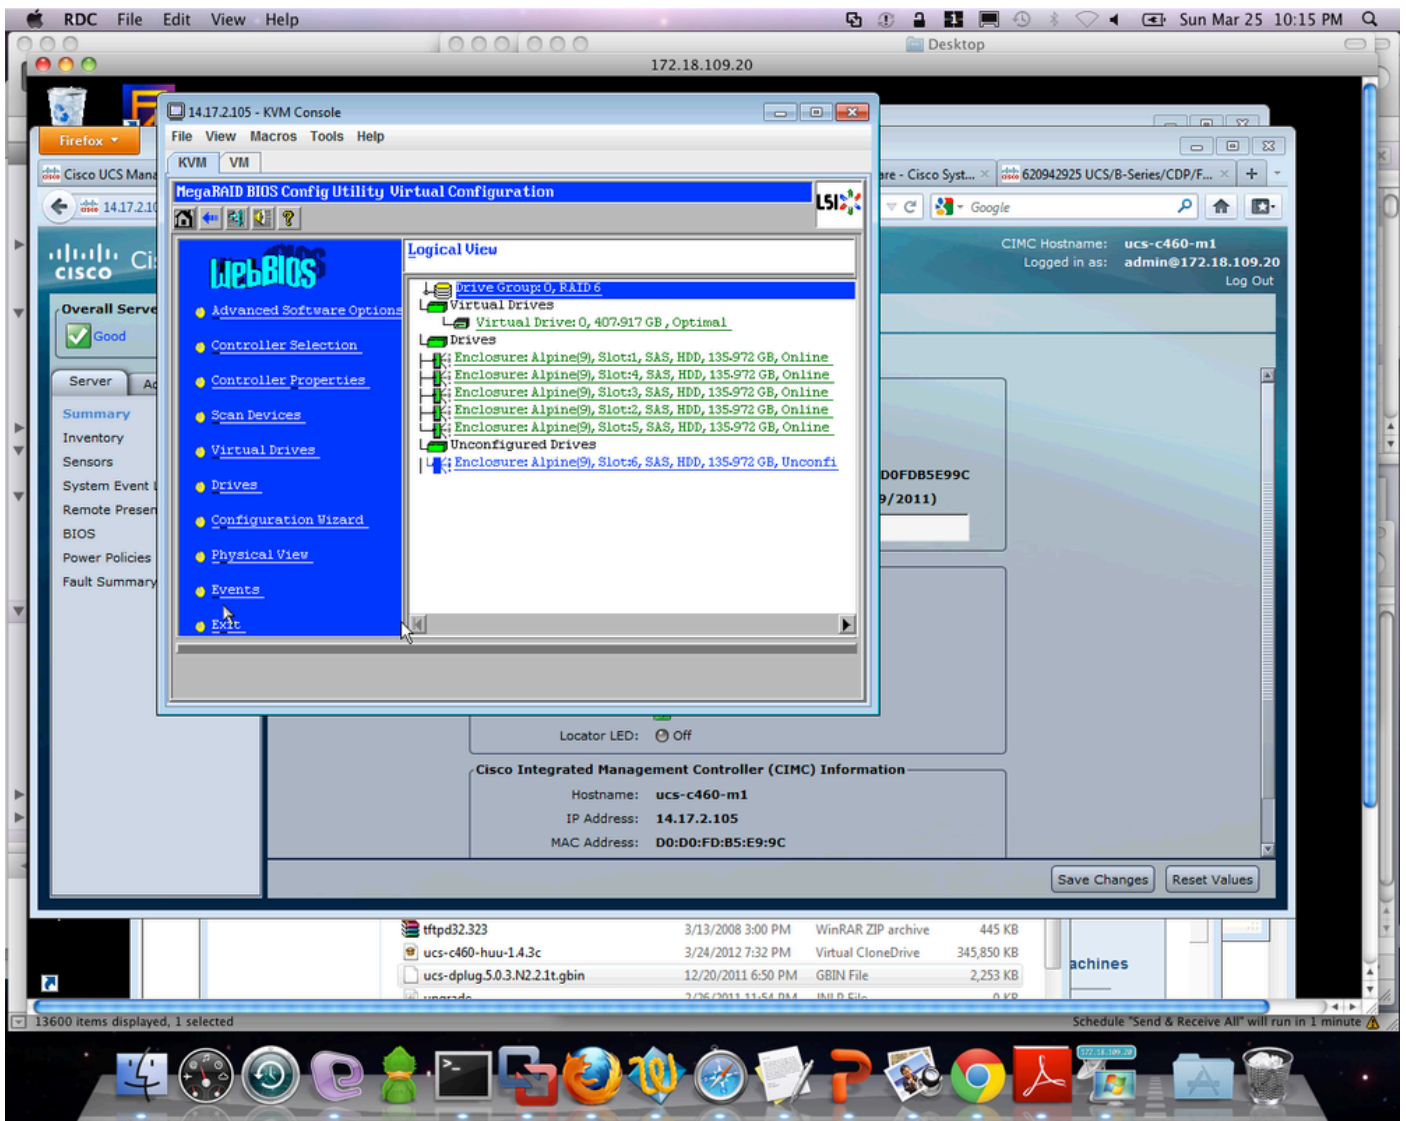 RDC File Edit View Help
Sun Mar 25 10:15 PM
Desktop
172.18.109.20
14.17.2.105 - KVM Console
File View Macros Tools Help
KVM VM
Firefox
Cisco UCS Mana
are - Cisco Syst...
620942925 UCS/B-Series/CDP/F...
14.17.2.10
Google
MegaRAID BIOS Config Utility Virtual Configuration
LSI
cisco
CIMC Hostname: ucs-c460-m1
Logged in as: admin@172.18.109.20
Log Out
Overall Serve
Good
Server
Summary
Inventory
Sensors
System Event
Remote Presen
BIOS
Power Policies
Fault Summary
WebBIOS
Advanced Software Options
Controller Selection
Controller Properties
Scan Devices
Virtual Drives
Drives
Configuration Wizard
Physical View
Events
Exit
Logical View
Drive Group: 0, RAID 6
Virtual Drives
Virtual Drive: 0, 407.917 GB, Optimal
Drives
Enclosure: Alpine(9), Slot:1, SAS, HDD, 135.972 GB, Online
Enclosure: Alpine(9), Slot:4, SAS, HDD, 135.972 GB, Online
Enclosure: Alpine(9), Slot:3, SAS, HDD, 135.972 GB, Online
Enclosure: Alpine(9), Slot:2, SAS, HDD, 135.972 GB, Online
Enclosure: Alpine(9), Slot:5, SAS, HDD, 135.972 GB, Online
Unconfigured Drives
Enclosure: Alpine(9), Slot:6, SAS, HDD, 135.972 GB, Unconfi
D0FDB5E99C
9/2011)
Locator LED: Off
Cisco Integrated Management Controller (CIMC) Information
Hostname: ucs-c460-m1
IP Address: 14.17.2.105
MAC Address: D0:D0:FD:B5:E9:9C
Save Changes Reset Values
tftpd32.323 3/13/2008 3:00 PM WinRAR ZIP archive 445 KB
ucs-c460-huu-1.4.3c 3/24/2012 7:32 PM Virtual CloneDrive 345,850 KB
ucs-dplug.5.0.3.N2.2.1t.gbin 12/20/2011 6:50 PM GBIN File 2,253 KB
achines
13600 items displayed, 1 selected
Schedule "Send & Receive All" will run in 1 minute
172.18.109.20